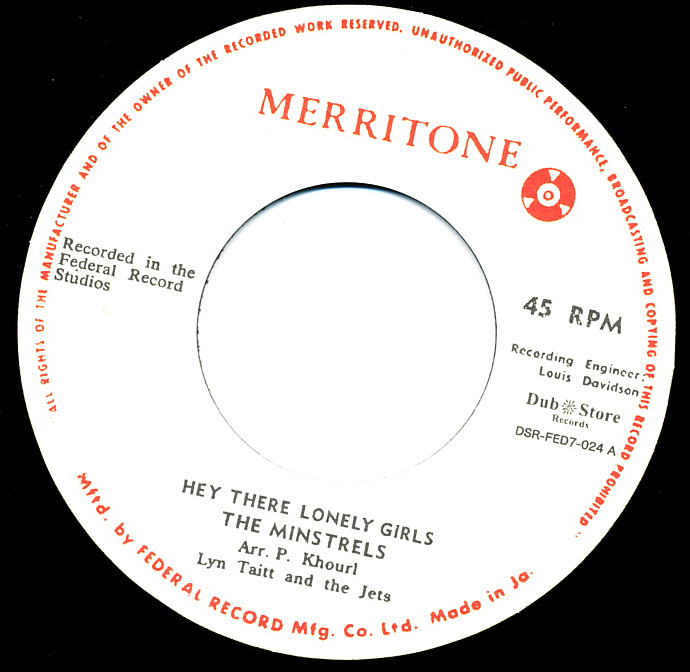 ALL RIGHTS OF THE MANUFACTURER AND OF THE OWNER OF THE RECORDED WORK RESERVED. UNAUTHORIZED PUBLIC PERFORMANCE, BROADCASTING AND COPYING OF THIS RECORD PROHIBITED
MERRITONE
Recorded in the
Federal Record
Studios
45 RPM
Recording Engineer:
Louis Davidson
Dub Store
Records
DSR-FED7-024 A
HEY THERE LONELY GIRLS
THE MINSTRELS
Arr. P. Khourl
Lyn Taitt and the Jets
Mftd. by FEDERAL RECORD Mfg. Co. Ltd. Made in Ja.